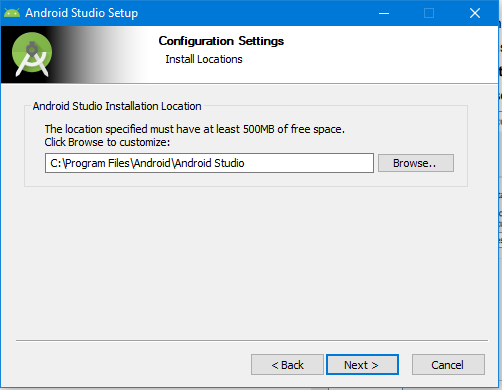 Android Studio Setup
Configuration Settings
Install Locations
Android Studio Installation Location
The location specified must have at least 500MB of free space.
Click Browse to customize:
C:\Program Files\Android\Android Studio
Browse..
< Back
Next >
Cancel